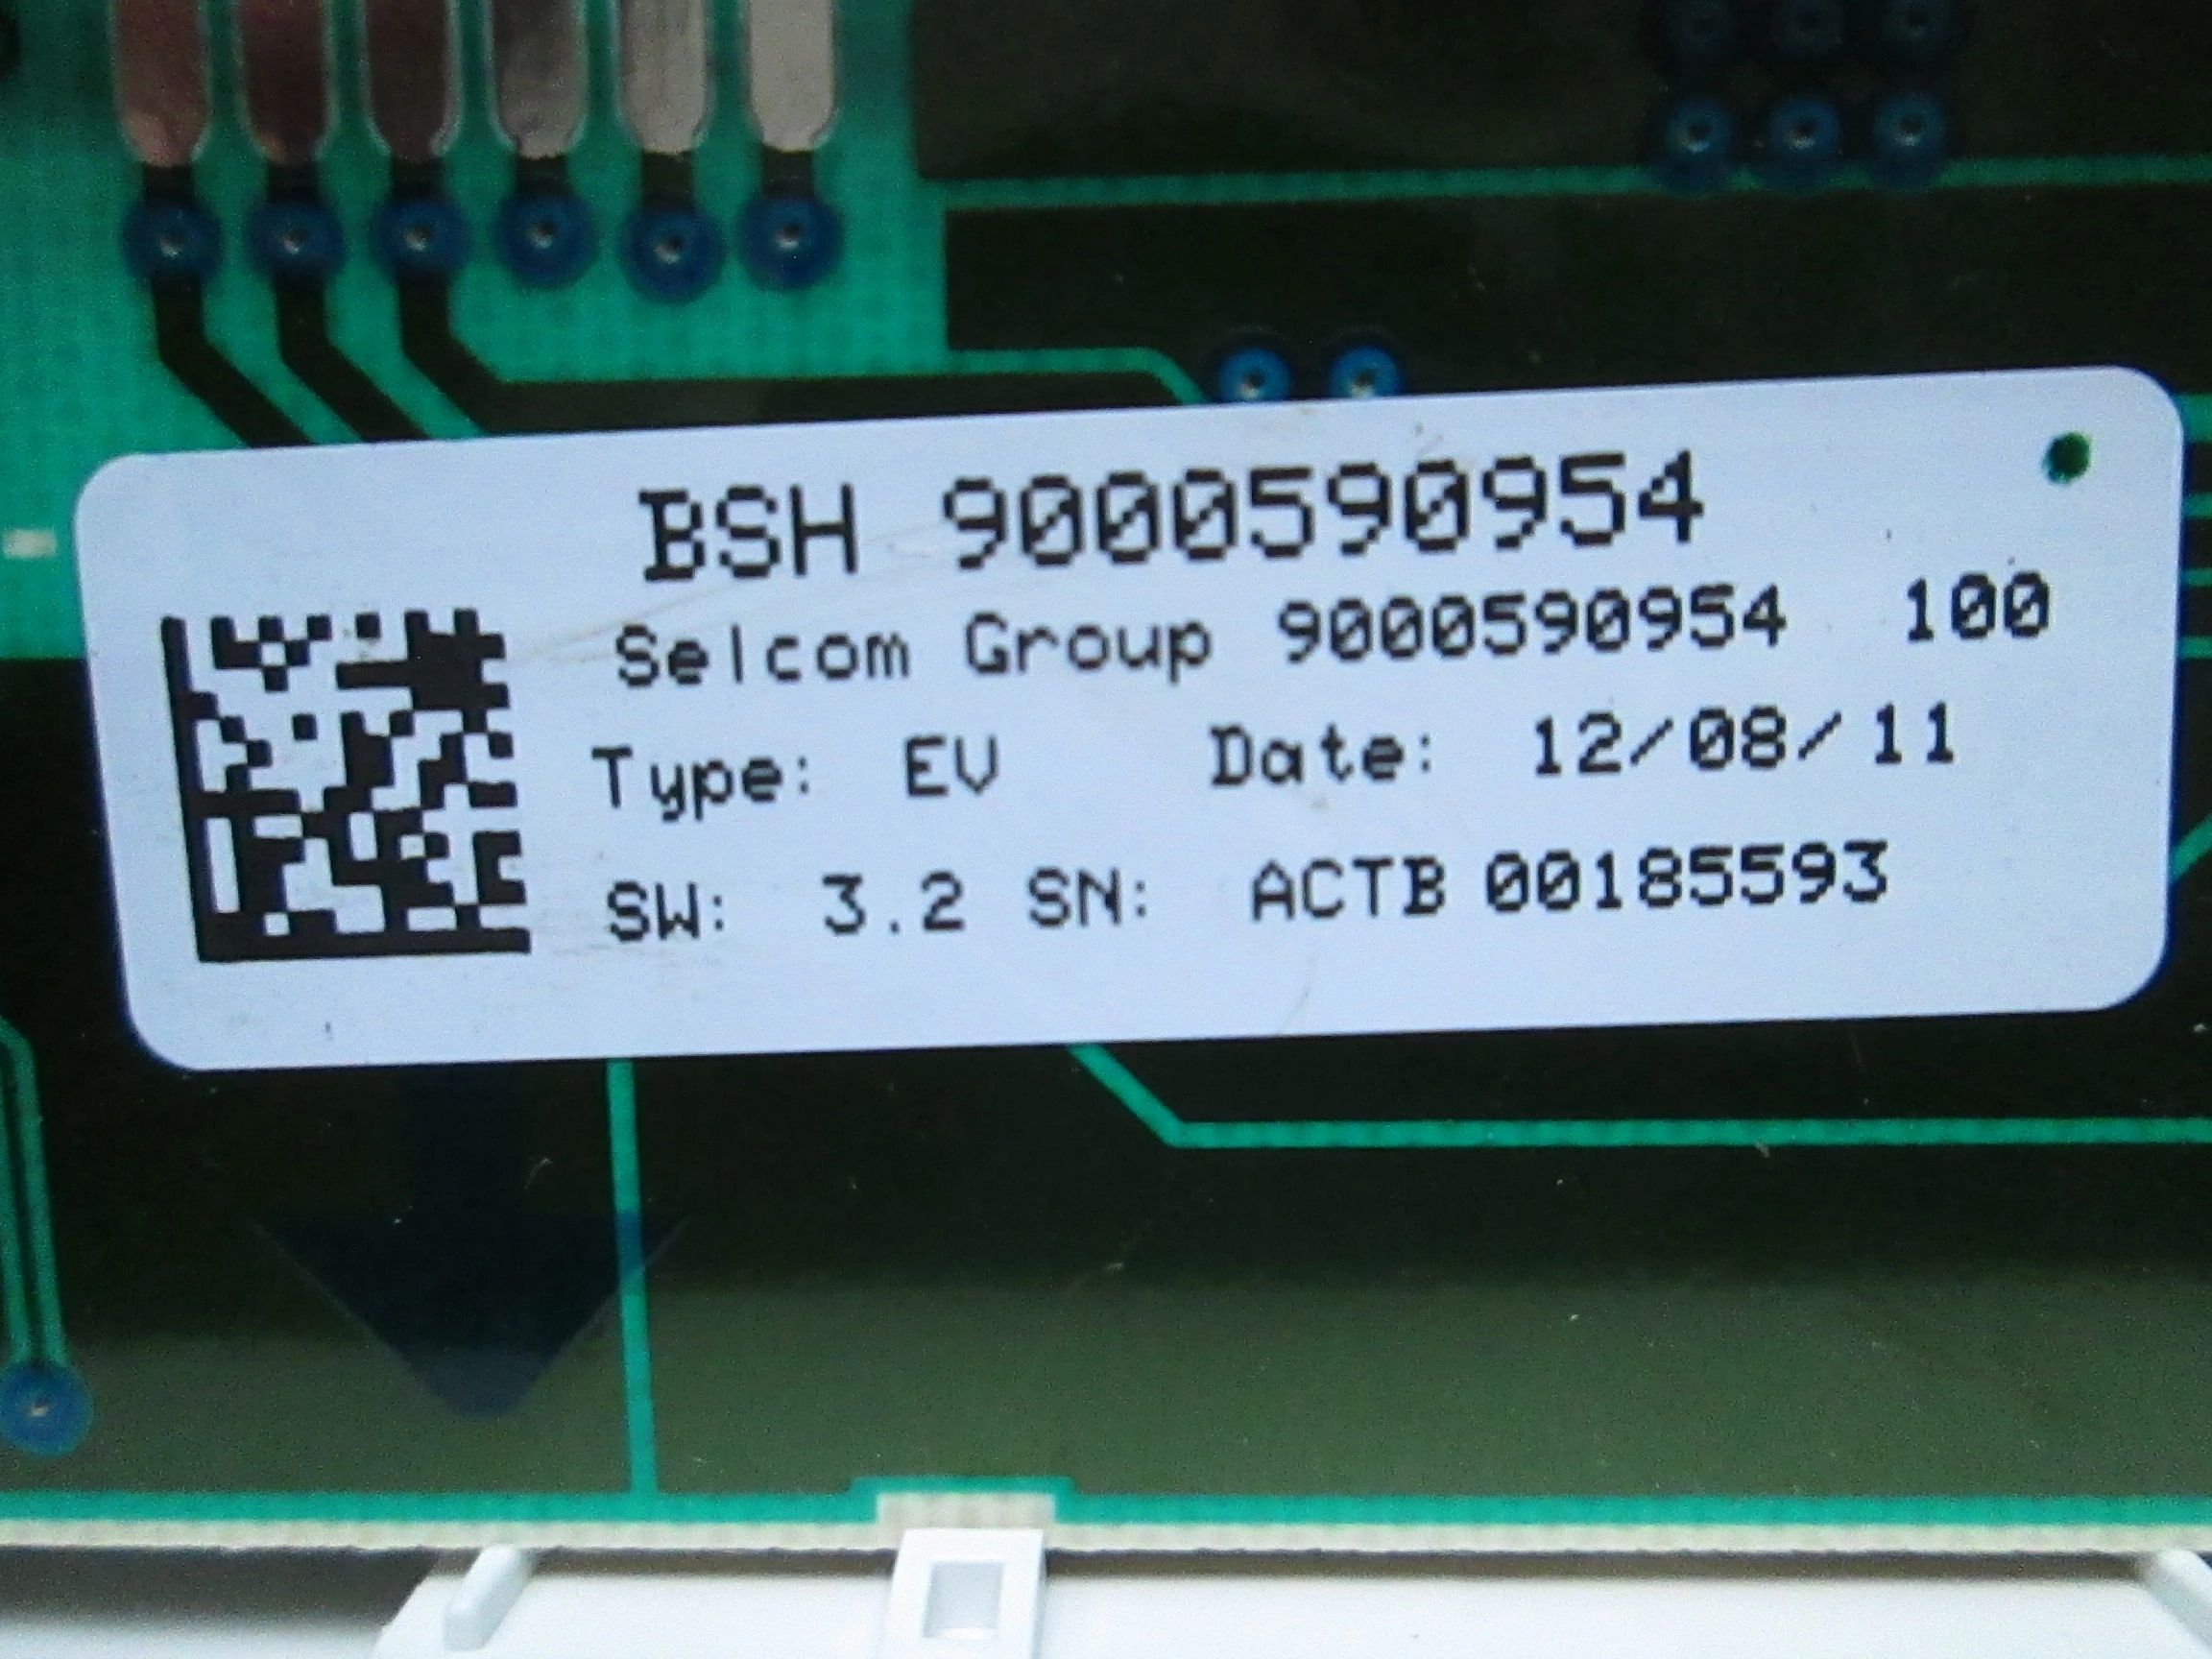 BSH 9000590954
Selcom Group 9000590954 100
Type: EV Date: 12/08/11
SW: 3.2 SN: ACTB 00185593